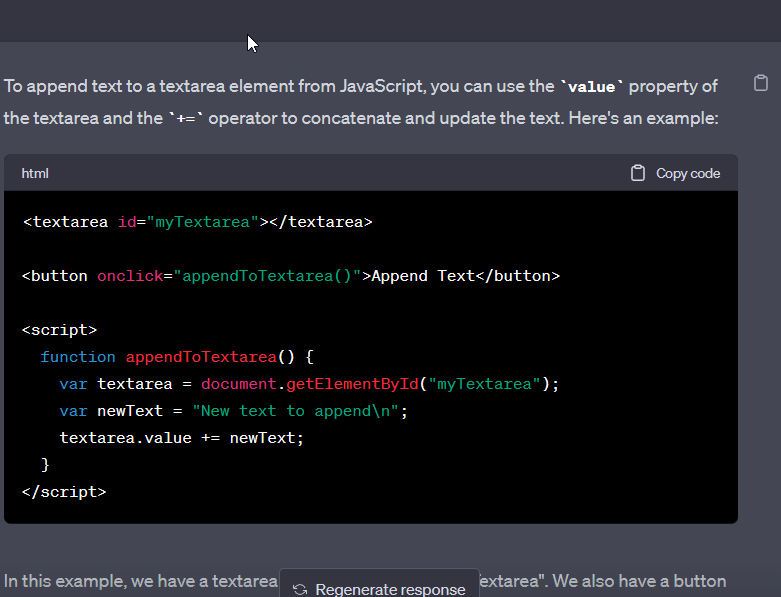 To append text to a textarea element from JavaScript, you can use the `value` property of
the textarea and the `+=` operator to concatenate and update the text. Here's an example:
html Copy code
<textarea id="myTextarea"></textarea>
<button onclick="appendToTextarea()">Append Text</button>
<script>
function appendToTextarea() {
var textarea = document.getElementById("myTextarea");
var newText = "New text to append\n";
textarea.value += newText;
}
</script>
In this example, we have a textarea extarea". We also have a button
Regenerate response